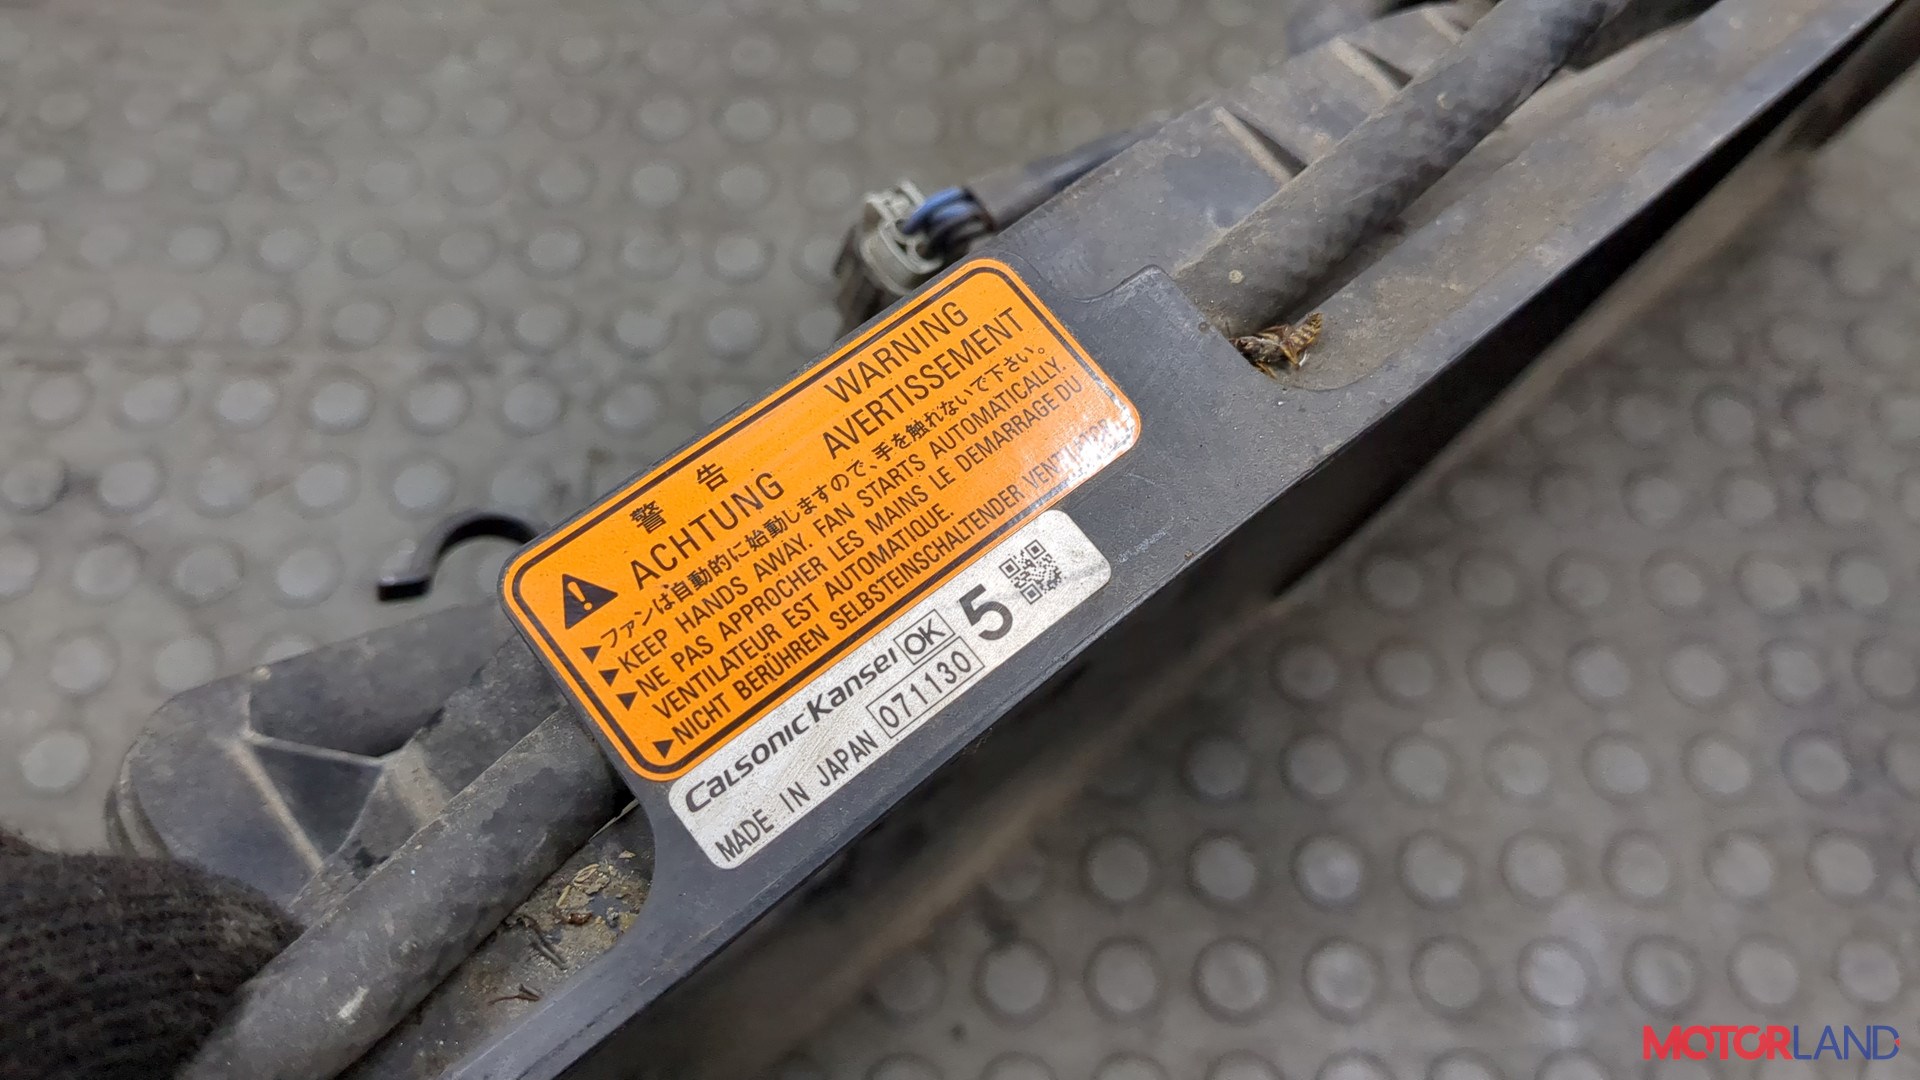 警 告
WARNING
ACHTUNG
AVERTISSEMENT
▶ファンは自動的に始動しますので、手を触れないで下さい。
▶KEEP HANDS AWAY. FAN STARTS AUTOMATICALLY.
▶NE PAS APPROCHER LES MAINS LE DEMARRAGE DU
VENTILATEUR EST AUTOMATIQUE.
▶NICHT BERÜHREN SELBSTEINSCHALTENDER VENTILATOR
CalsonicKansei OK
5
MADE IN JAPAN 071130
MOTORLAND